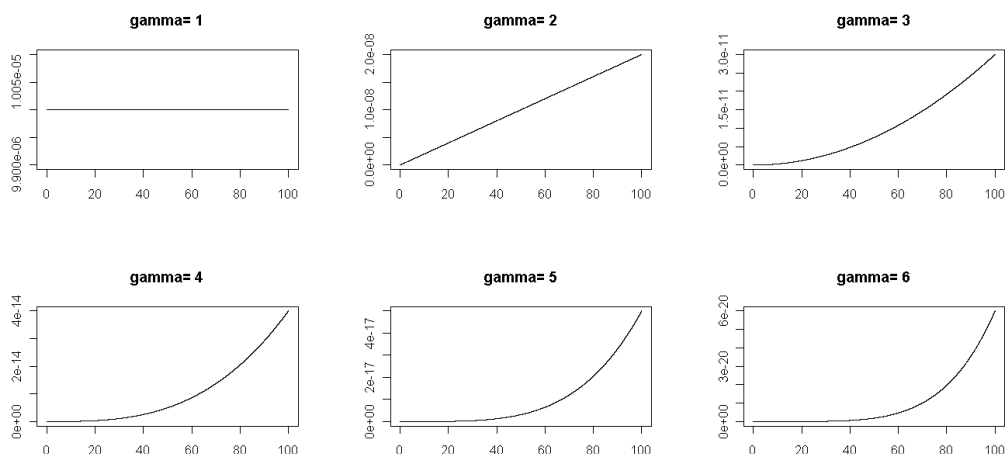 gamma= 1
gamma= 2
gamma= 3
9.900e-06 1.005e-05
0.0e+00 1.0e-08 2.0e-08
0.0e+00 1.5e-11 3.0e-11
0 20 40 60 80 100
0 20 40 60 80 100
0 20 40 60 80 100
gamma= 4
gamma= 5
gamma= 6
0e+00 2e-14 4e-14
0e+00 2e-17 4e-17
0e+00 3e-20 6e-20
0 20 40 60 80 100
0 20 40 60 80 100
0 20 40 60 80 100